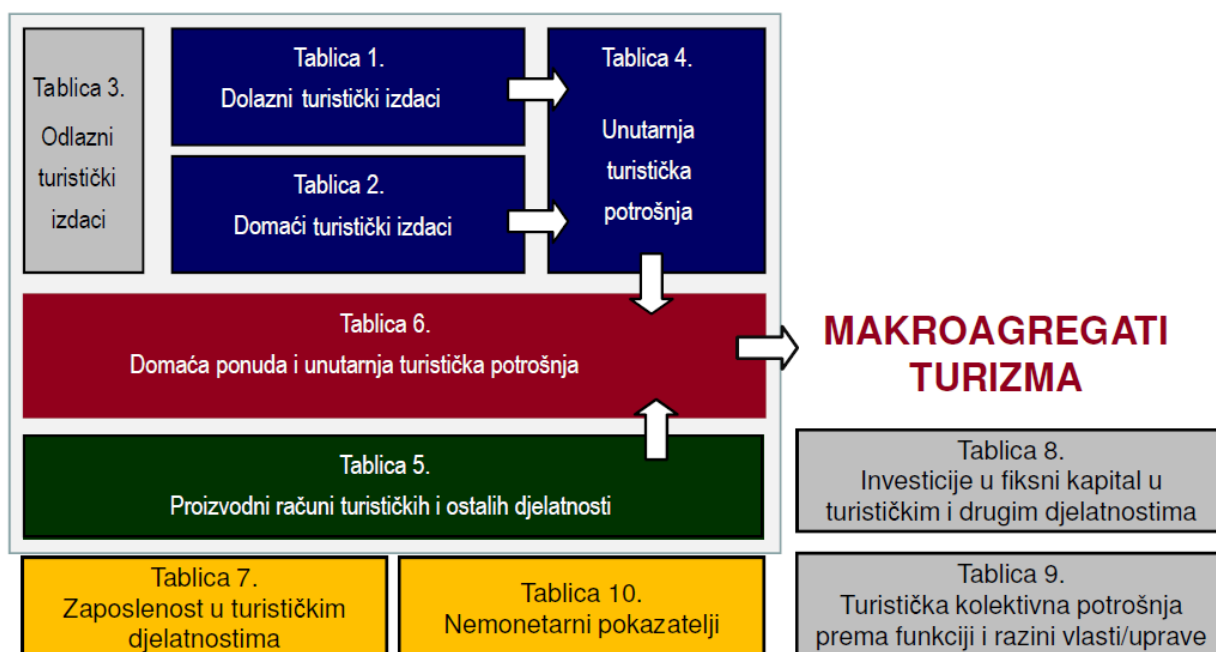 Tablica 3.
Odlazni
turistički
izdaci
Tablica 1.
Dolazni turistički izdaci
Tablica 2.
Domaći turistički izdaci
Tablica 4.
Unutarnja
turistička
potrošnja
Tablica 6.
Domaća ponuda i unutarnja turistička potrošnja
MAKROAGREGATI
TURIZMA
Tablica 5.
Proizvodni računi turističkih i ostalih djelatnosti
Tablica 8.
Investicije u fiksni kapital u
turističkim i drugim djelatnostima
Tablica 7.
Zaposlenost u turističkim
djelatnostima
Tablica 10.
Nemonetarni pokazatelji
Tablica 9.
Turistička kolektivna potrošnja
prema funkciji i razini vlasti/uprave